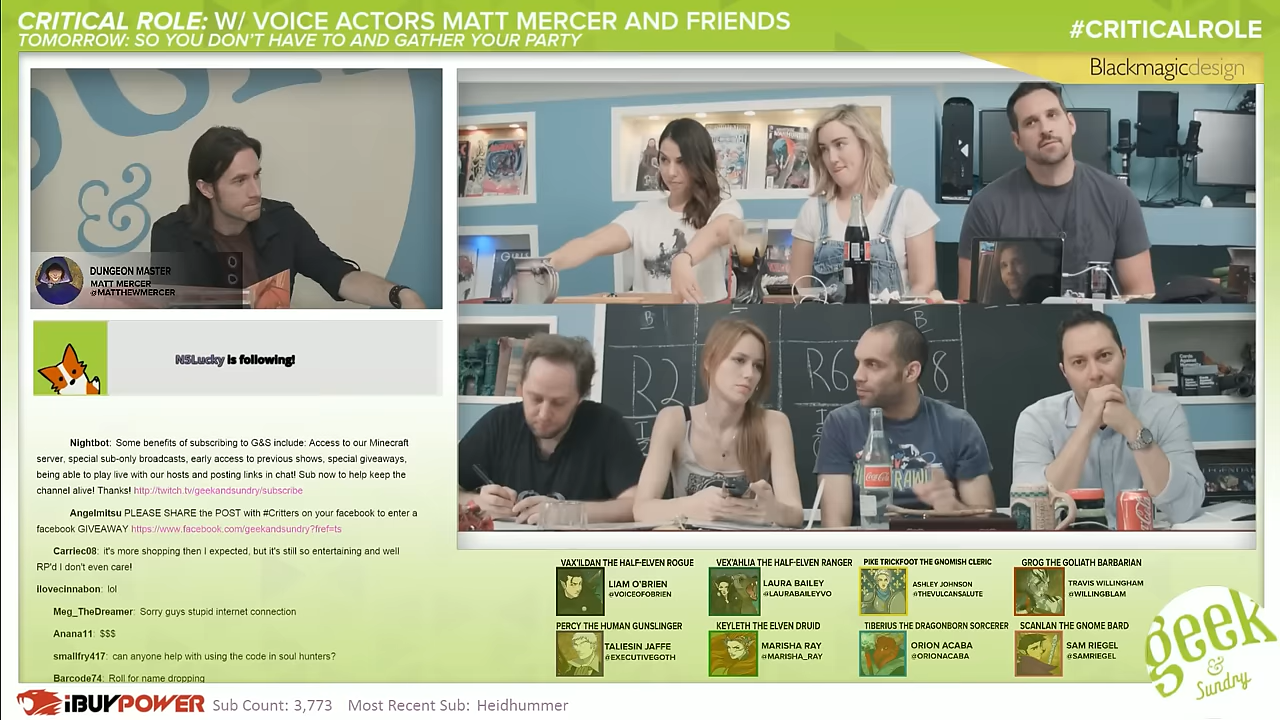 CRITICAL ROLE: W/ VOICE ACTORS MATT MERCER AND FRIENDS
TOMORROW: SO YOU DON'T HAVE TO AND GATHER YOUR PARTY
#CRITICALROLE
Blackmagicdesign
&
DUNGEON MASTER
MATT MERCER
@MATTHEWMERCER
N5Lucky is following!
Nightbot: Some benefits of subscribing to G&S include: Access to our Minecraft
server, special sub-only broadcasts, early access to previous shows, special giveaways,
being able to play live with our hosts and posting links in chat! Sub now to help keep the
channel alive! Thanks! http://twitch.tv/geekandsundry/subscribe
Angelmitsu PLEASE SHARE the POST with #Critters on your facebook to enter a
facebook GIVEAWAY https://www.facebook.com/geekandsundry?fref=ts
Carriec08: it's more shopping then I expected, but it's still so entertaining and well
RP'd I don't even care!
ilovecinnabon: lol
Meg_TheDreamer: Sorry guys stupid internet connection
Anana11: $$$
smallfry417: can anyone help with using the code in soul hunters?
Barcode74: Roll for name dropping
B
B
R2
R6
8
Coca-Cola
VAX'ILDAN THE HALF-ELVEN ROGUE
LIAM O'BRIEN
@VOICEOFOBRIEN
VEX'AHLIA THE HALF-ELVEN RANGER
LAURA BAILEY
@LAURABAILEYVO
PIKE TRICKFOOT THE GNOMISH CLERIC
ASHLEY JOHNSON
@THEVULCANSALUTE
GROG THE GOLIATH BARBARIAN
TRAVIS WILLINGHAM
@WILLINGBLAM
PERCY THE HUMAN GUNSLINGER
TALIESIN JAFFE
@EXECUTIVEGOTH
KEYLETH THE ELVEN DRUID
MARISHA RAY
@MARISHA_RAY
TIBERIUS THE DRAGONBORN SORCERER
ORION ACABA
@ORIONACABA
SCANLAN THE GNOME BARD
SAM RIEGEL
@SAMRIEGEL
geek
&
Sundry
iBUYPOWER Sub Count: 3,773 Most Recent Sub: Heidhummer